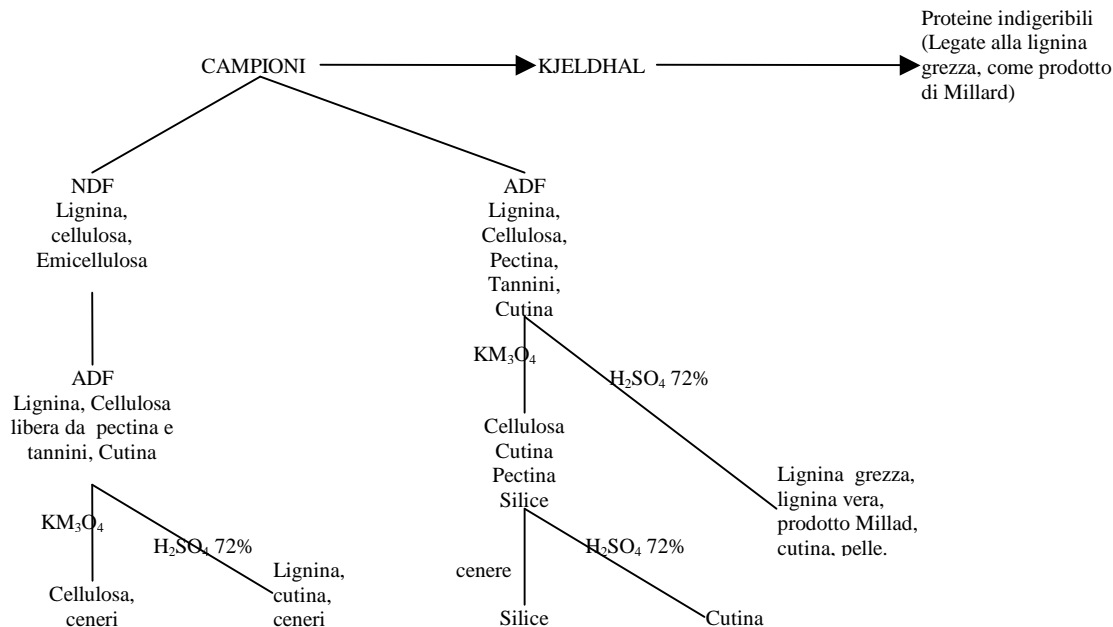 Proteine indigeribili
(Legate alla lignina
grezza, come prodotto
di Millard)
CAMPIONI
KJELDHAL
NDF
Lignina,
cellulosa,
Emicellulosa
ADF
Lignina,
Cellulosa,
Pectina,
Tannini,
Cutina
KM₃O₄
H₂SO₄ 72%
ADF
Lignina, Cellulosa
libera da pectina e
tannini, Cutina
Cellulosa
Cutina
Pectina
Silice
Lignina grezza,
lignina vera,
prodotto Millad,
cutina, pelle.
KM₃O₄
H₂SO₄ 72%
cenere
H₂SO₄ 72%
Cellulosa,
ceneri
Lignina,
cutina,
ceneri
Silice
Cutina